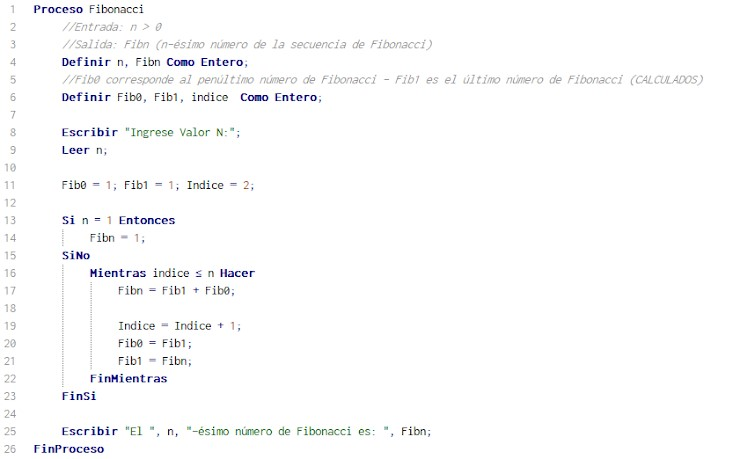 1 Proceso Fibonacci
2 //Entrada: n > 0
3 //Salida: Fibn (n-ésimo número de la secuencia de Fibonacci)
4 Definir n, Fibn Como Entero;
5 //Fib0 corresponde al penúltimo número de Fibonacci - Fib1 es el último número de Fibonacci (CALCULADOS)
6 Definir Fib0, Fib1, indice Como Entero;
7
8 Escribir "Ingrese Valor N:";
9 Leer n;
10
11 Fib0 = 1; Fib1 = 1; Indice = 2;
12
13 Si n = 1 Entonces
14 Fibn = 1;
15 SiNo
16 Mientras indice ≤ n Hacer
17 Fibn = Fib1 + Fib0;
18
19 Indice = Indice + 1;
20 Fib0 = Fib1;
21 Fib1 = Fibn;
22 FinMientras
23 FinSi
24
25 Escribir "El ", n, "-ésimo número de Fibonacci es: ", Fibn;
26 FinProceso